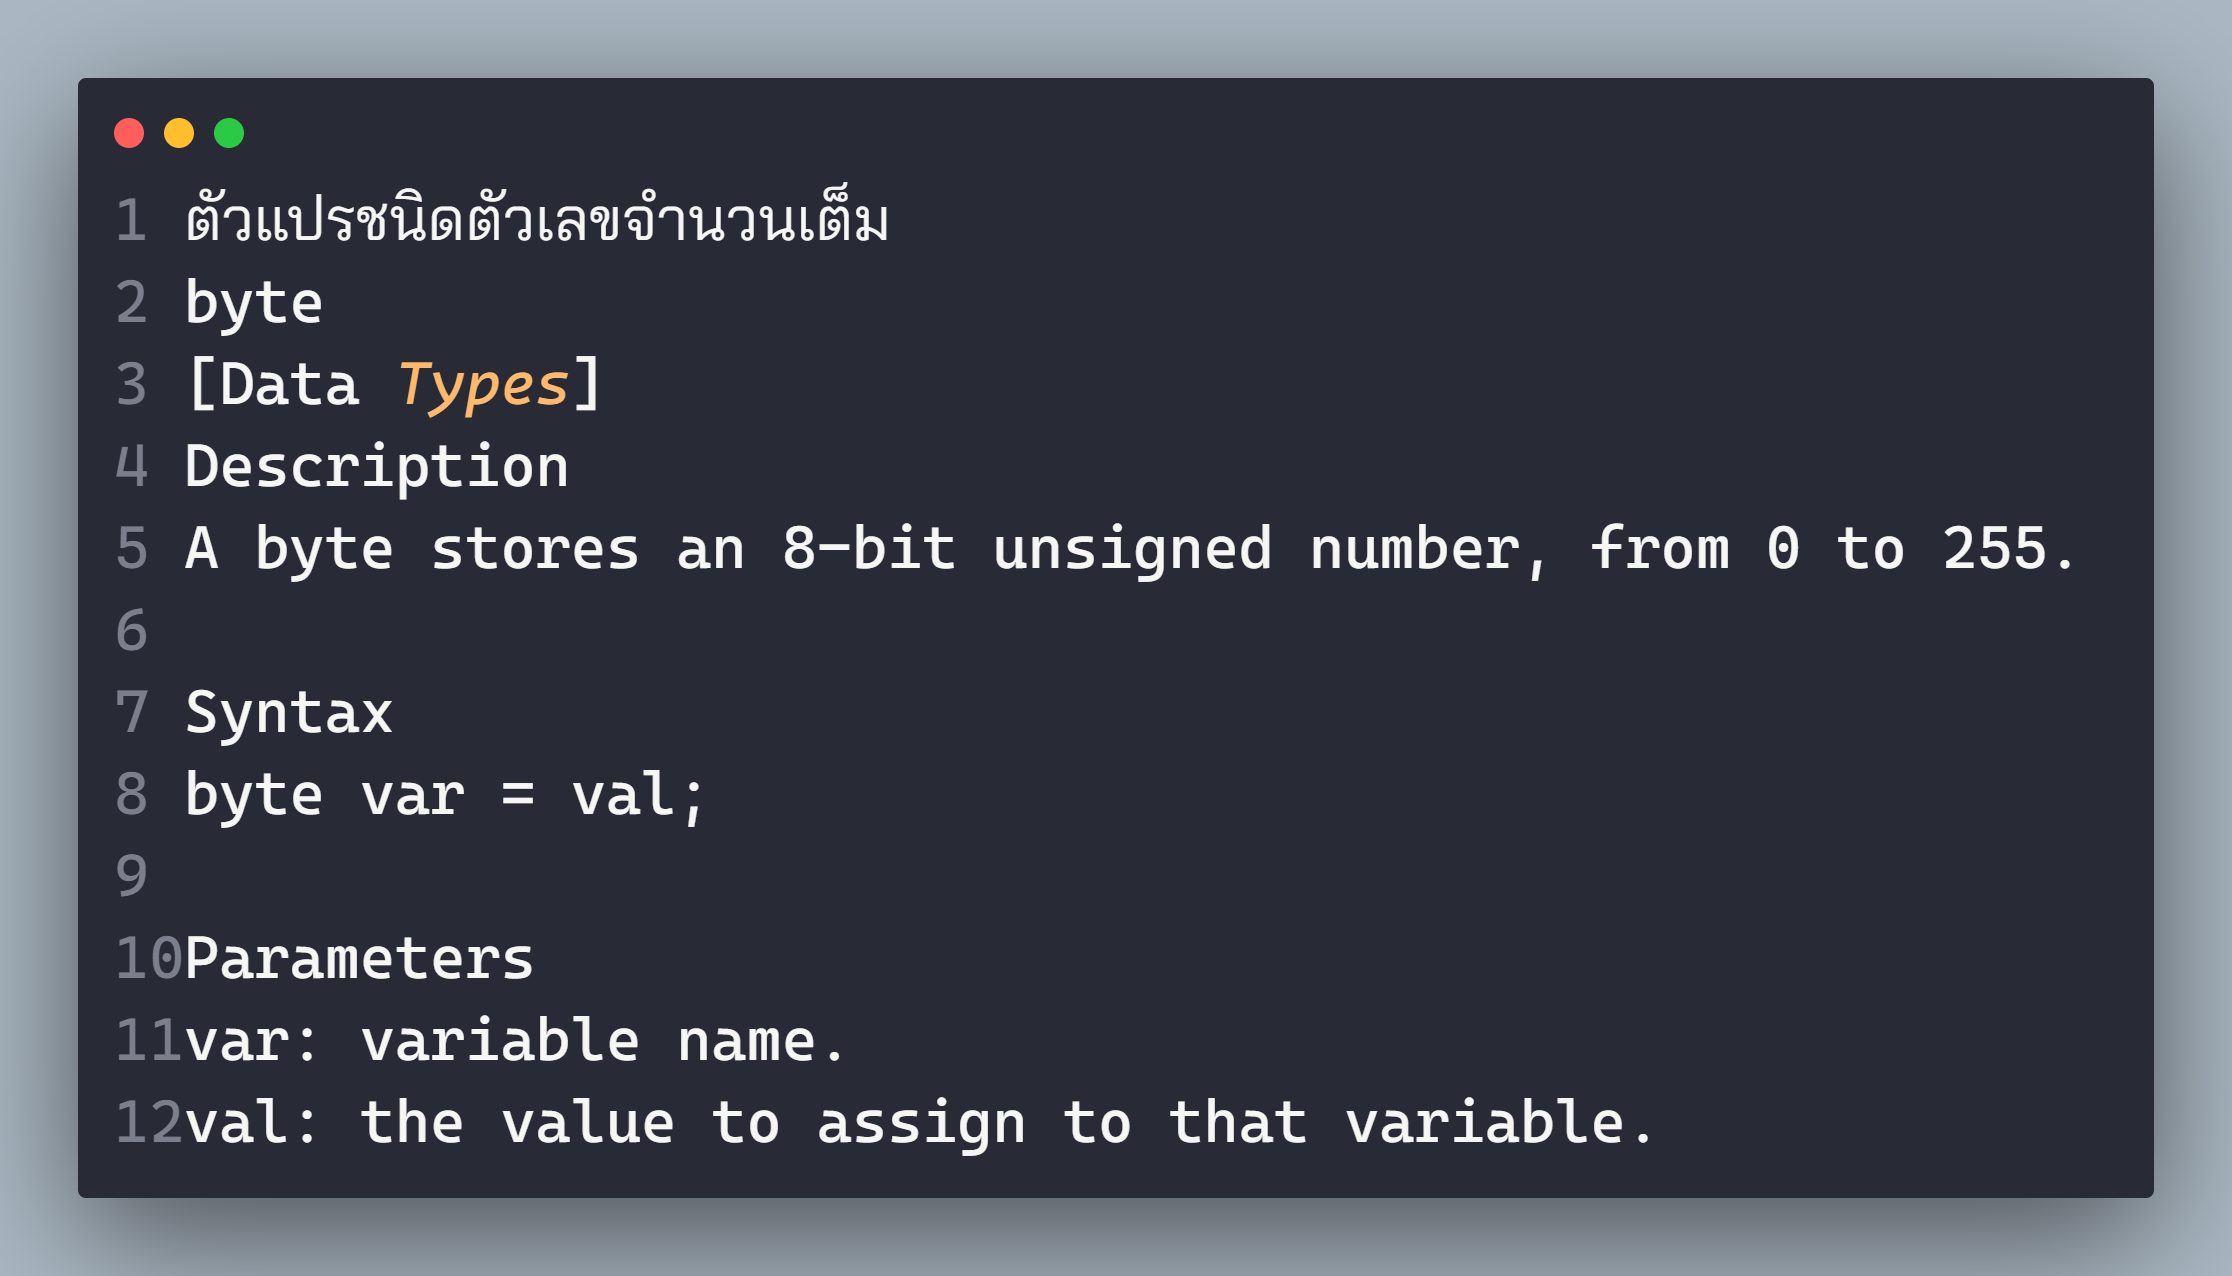 1 ตัวแปรชนิดตัวเลขจำนวนเต็ม
2 byte
3 [Data Types]
4 Description
5 A byte stores an 8-bit unsigned number, from 0 to 255.
6
7 Syntax
8 byte var = val;
9
10 Parameters
11 var: variable name.
12 val: the value to assign to that variable.